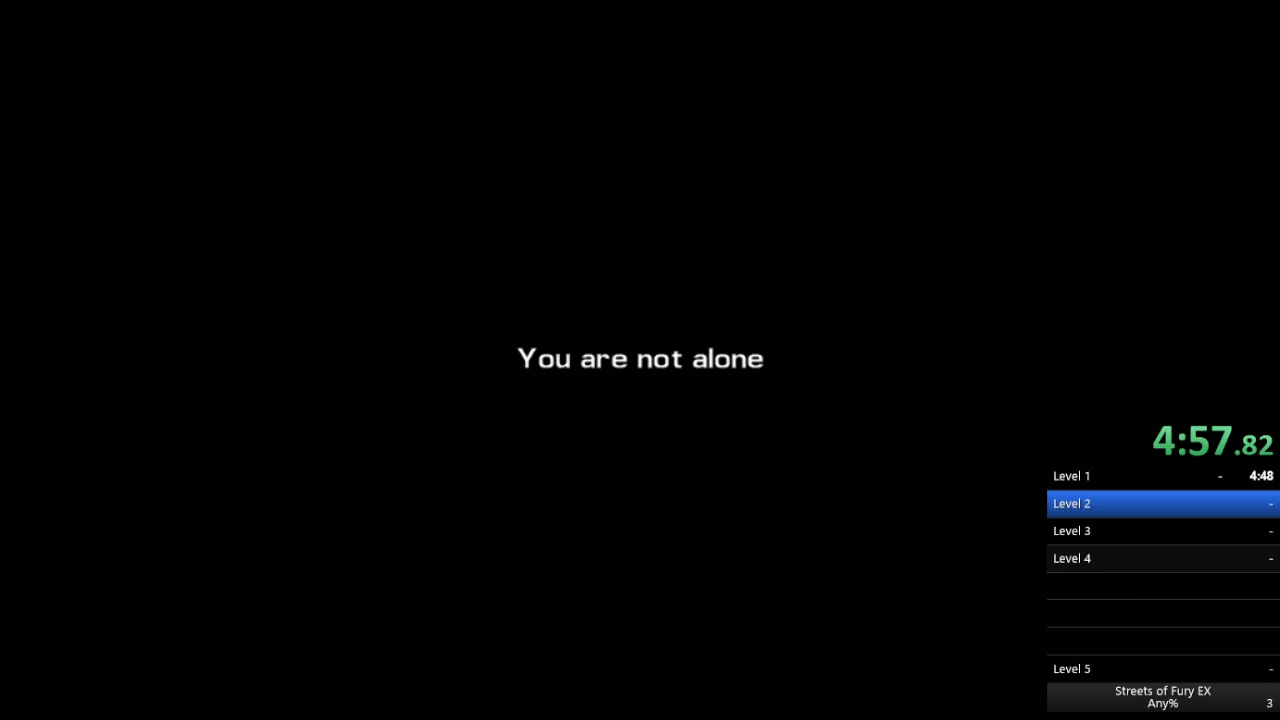 You are not alone
4:57.82
Level 1 - 4:48
Level 2 -
Level 3 -
Level 4 -
Level 5 -
Streets of Fury EX
Any% 3